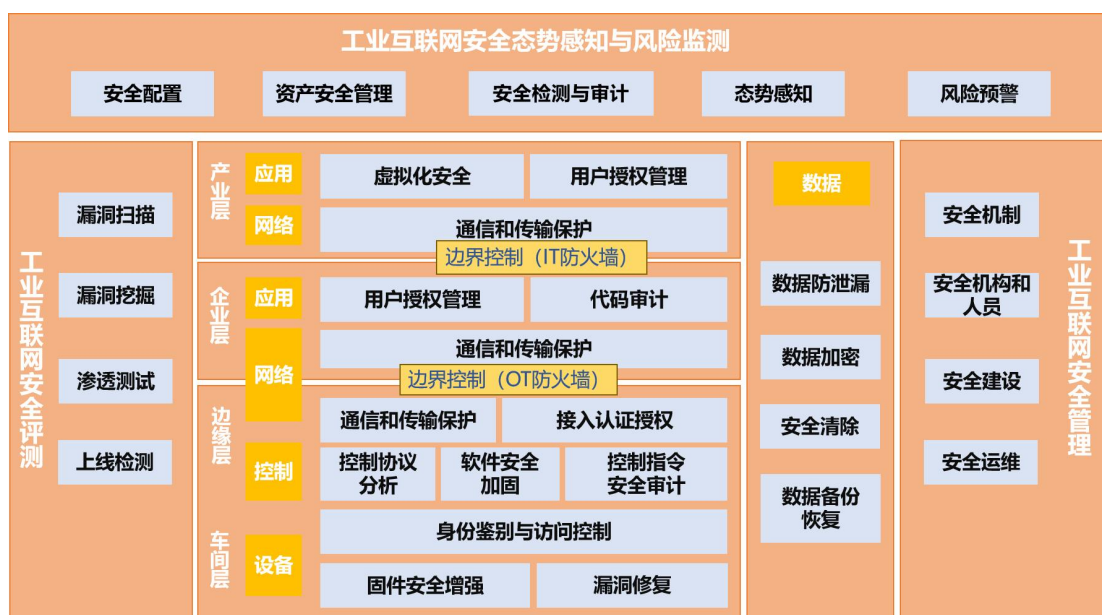 工业互联网安全态势感知与风险监测
安全配置
资产安全管理
安全检测与审计
态势感知
风险预警
工业互联网安全评测
漏洞扫描
漏洞挖掘
渗透测试
上线检测
产业层
应用
虚拟化安全
用户授权管理
网络
通信和传输保护
边界控制（IT防火墙）
企业层
应用
用户授权管理
代码审计
网络
通信和传输保护
边界控制（OT防火墙）
边缘层
通信和传输保护
接入认证授权
控制
控制协议
分析
软件安全
加固
控制指令
安全审计
车间层
设备
身份鉴别与访问控制
固件安全增强
漏洞修复
数据
数据防泄漏
数据加密
安全清除
数据备份
恢复
安全机制
安全机构和
人员
安全建设
安全运维
工业互联网安全管理